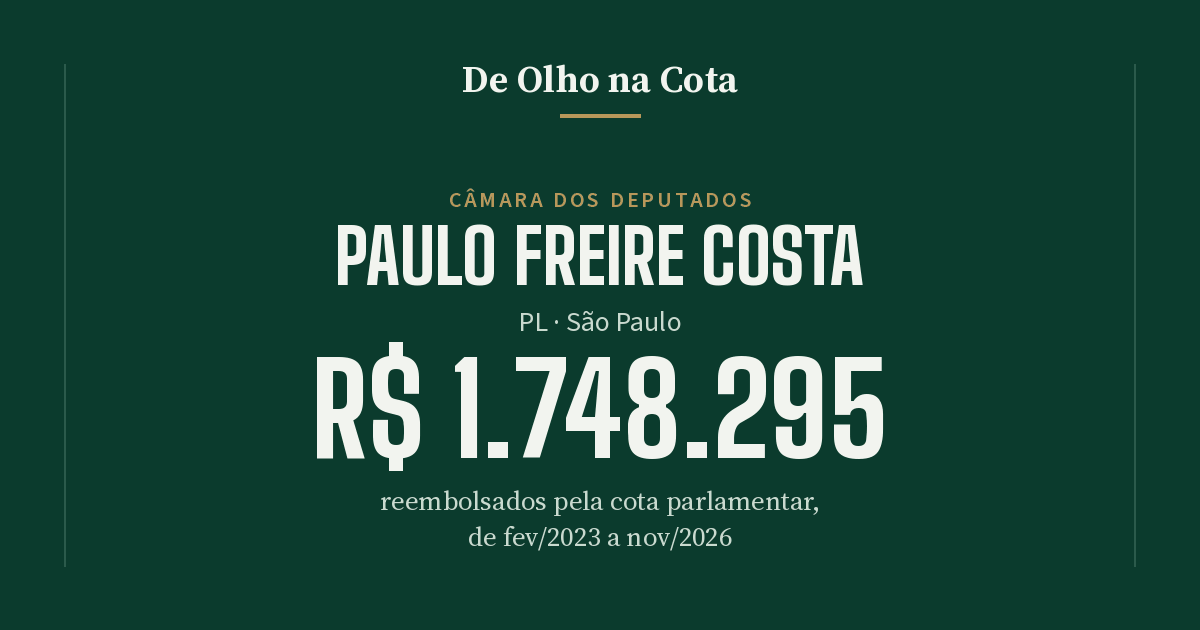 De Olho na Cota
CÂMARA DOS DEPUTADOS
PAULO FREIRE COSTA
PL · São Paulo
R$ 1.748.295
reembolsados pela cota parlamentar,
de fev/2023 a nov/2026